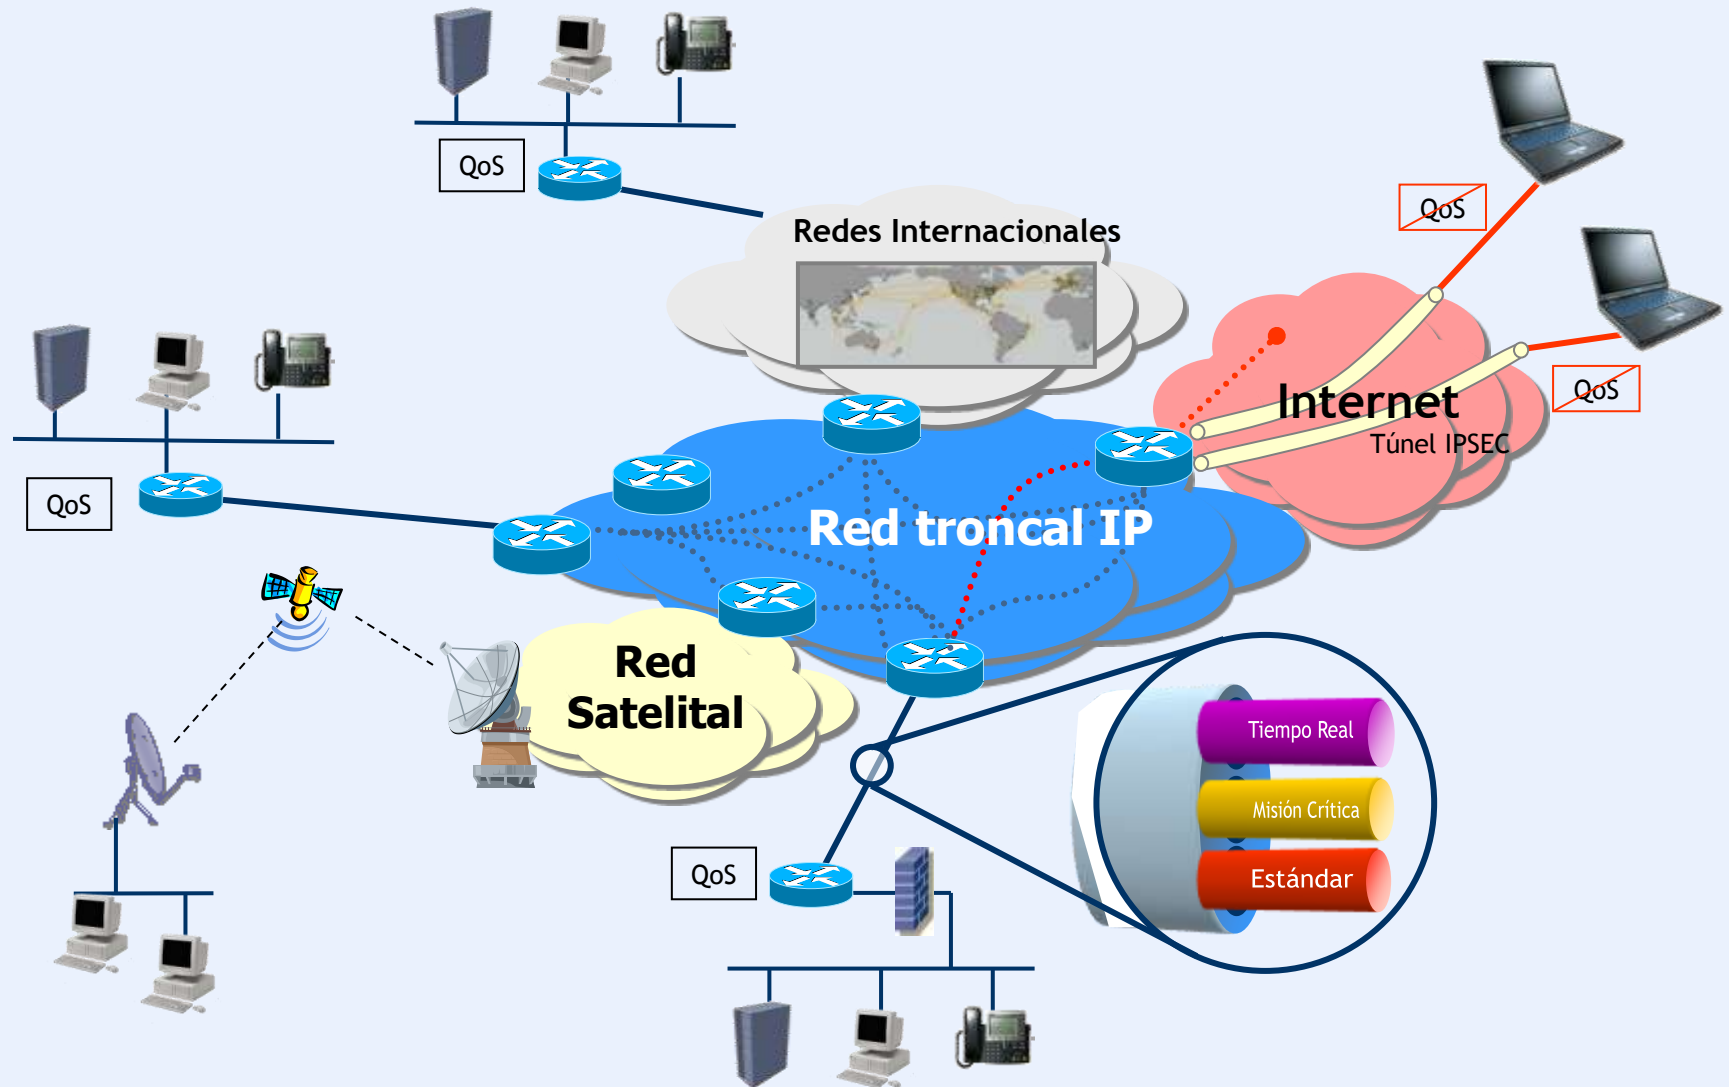 QoS
Redes Internacionales
QoS
QoS
Internet
Túnel IPSEC
QoS
Red troncal IP
Red
Satelital
Tiempo Real
Misión Crítica
Estándar
QoS